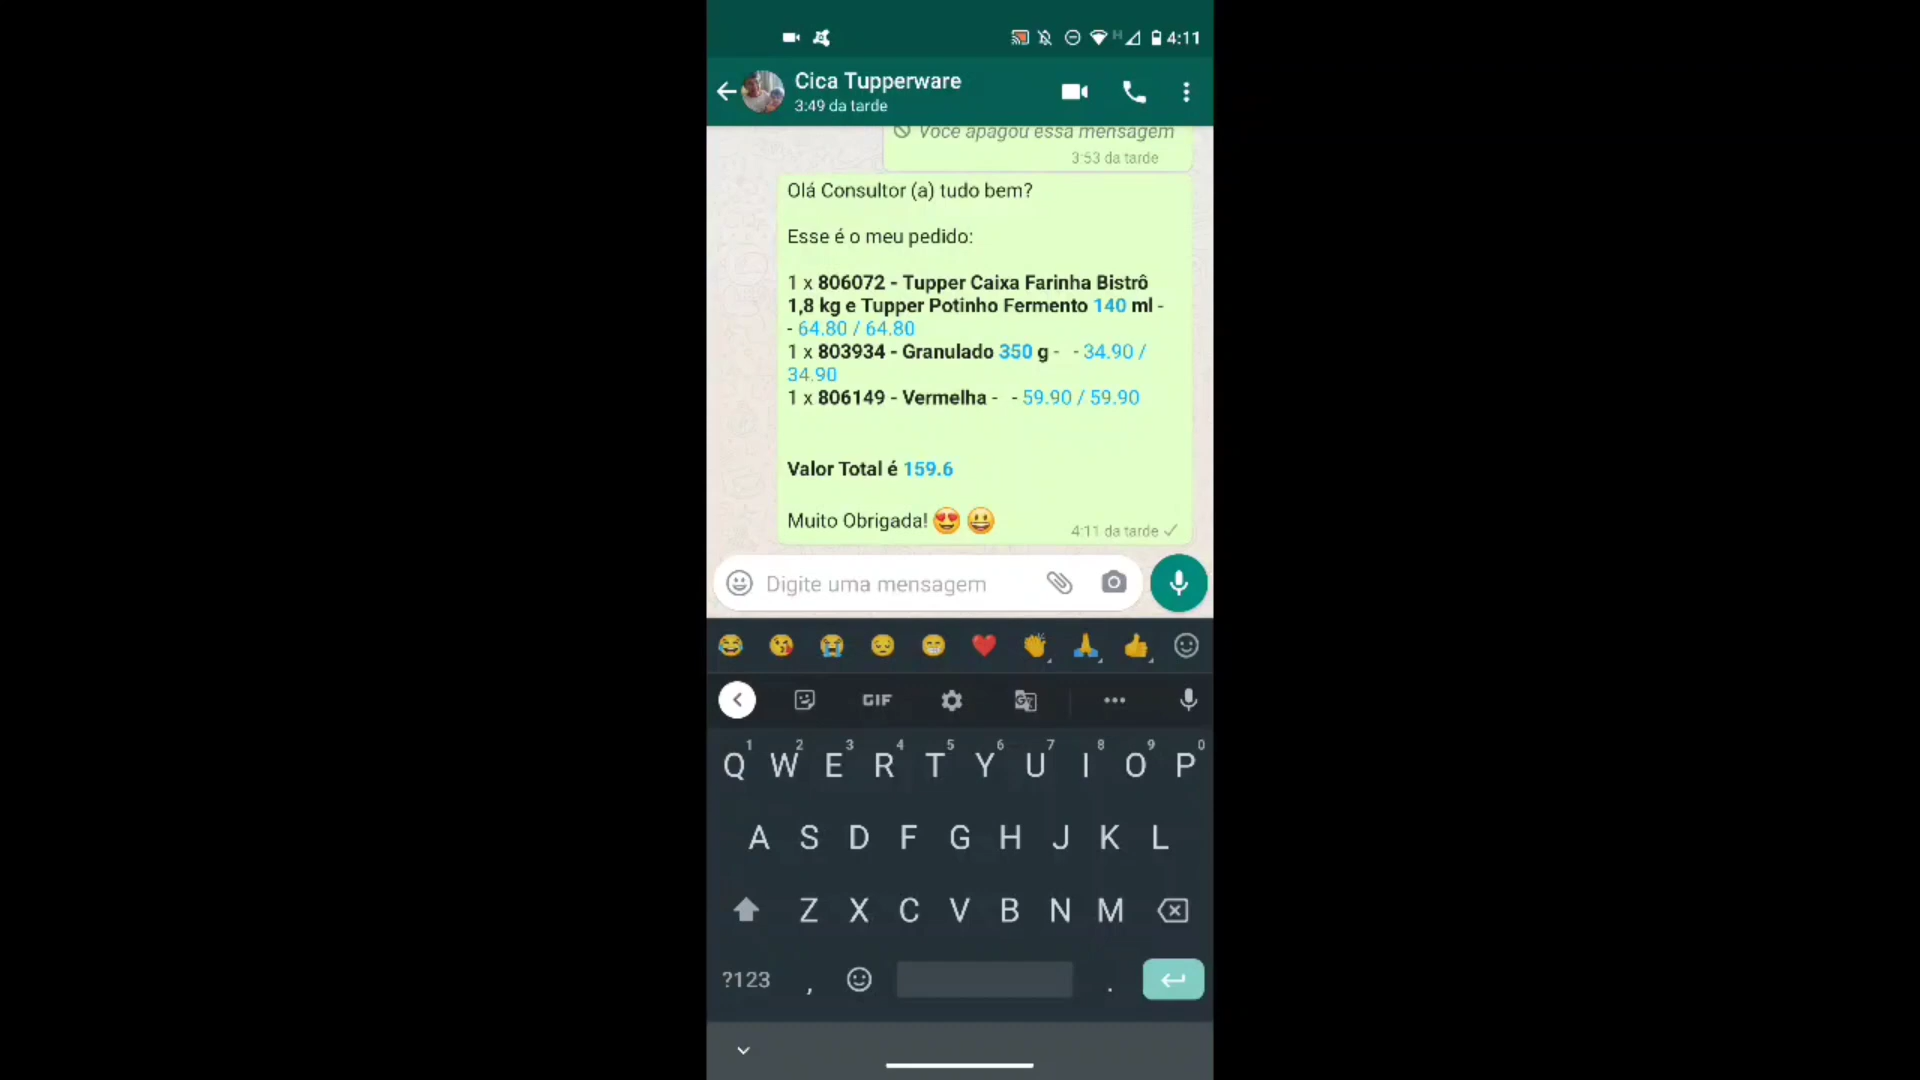 4:11
Cica Tupperware
3:49 da tarde
Você apagou essa mensagem
3:53 da tarde
Olá Consultor (a) tudo bem?
Esse é o meu pedido:
1 x 806072 - Tupper Caixa Farinha Bistrô
1,8 kg e Tupper Potinho Fermento 140 ml -
- 64.80 / 64.80
1 x 803934 - Granulado 350 g - - 34.90 /
34.90
1 x 806149 - Vermelha - - 59.90 / 59.90
Valor Total é 159.6
Muito Obrigada! 😍 😃
4:11 da tarde
Digite uma mensagem
GIF
1 2 3 4 5 6 7 8 9 0
Q W E R T Y U I O P
A S D F G H J K L
Z X C V B N M
?123 , .